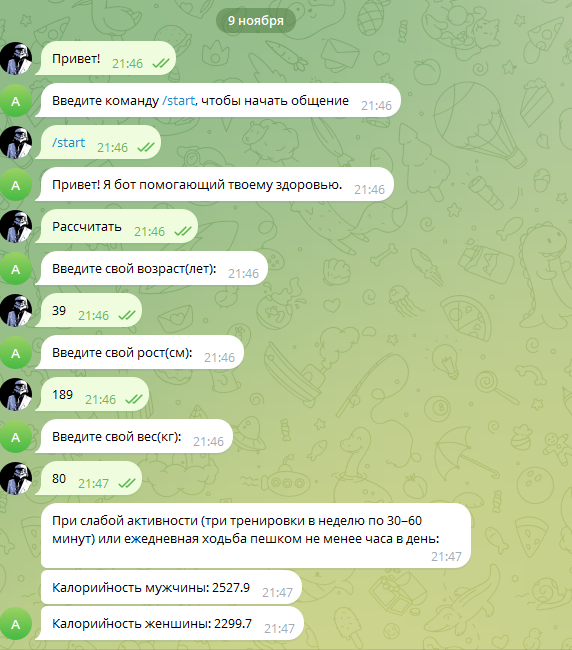 9 ноября
Привет! 21:46
A
Введите команду /start, чтобы начать общение 21:46
/start 21:46
A
Привет! Я бот помогающий твоему здоровью. 21:46
Рассчитать 21:46
A
Введите свой возраст(лет): 21:46
39 21:46
A
Введите свой рост(см): 21:46
189 21:46
A
Введите свой вес(кг): 21:46
80 21:47
При слабой активности (три тренировки в неделю по 30–60
минут) или ежедневная ходьба пешком не менее часа в день:
21:47
Калорийность мужчины: 2527.9 21:47
A
Калорийность женшины: 2299.7 21:47